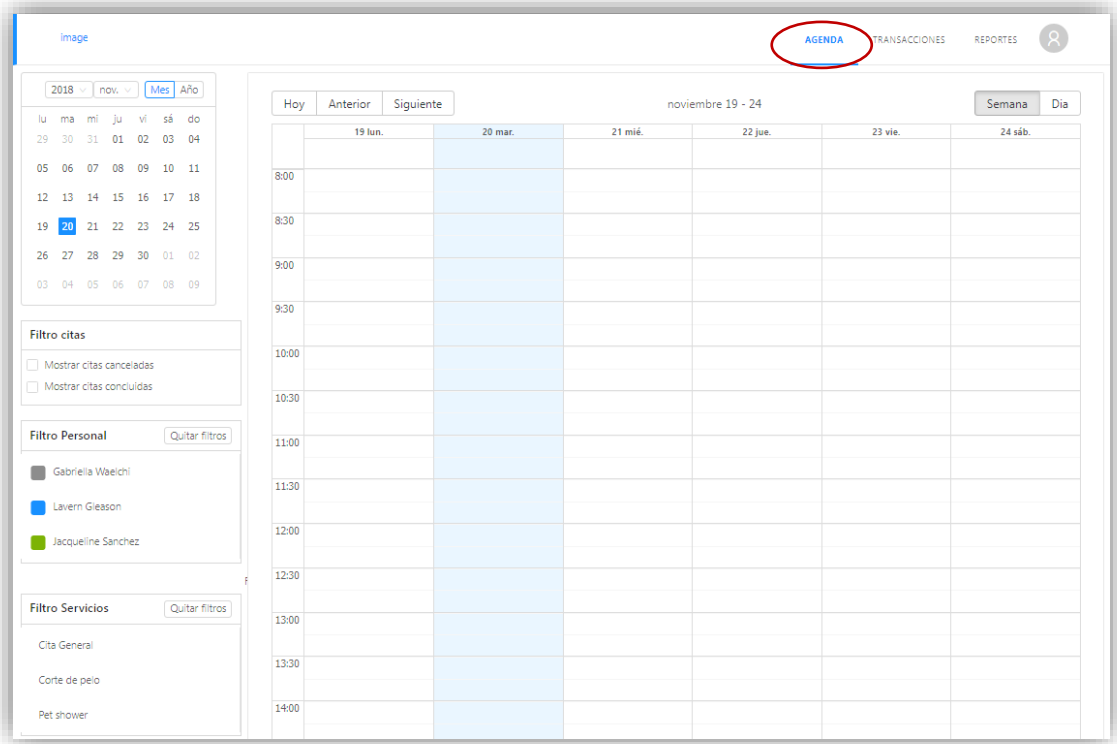 image
AGENDA TRANSACCIONES REPORTES
2018 nov. Mes Año
lu ma mi ju vi sá do
29 30 31 01 02 03 04
05 06 07 08 09 10 11
12 13 14 15 16 17 18
19 20 21 22 23 24 25
26 27 28 29 30 01 02
03 04 05 06 07 08 09
Filtro citas
Mostrar citas canceladas
Mostrar citas concluidas
Filtro Personal Quitar filtros
Gabriella Waelchi
Lavern Gleason
Jacqueline Sanchez
Filtro Servicios Quitar filtros
Cita General
Corte de pelo
Pet shower
Hoy Anterior Siguiente noviembre 19 - 24 Semana Dia
19 lun. 20 mar. 21 mié. 22 jue. 23 vie. 24 sáb.
8:00
8:30
9:00
9:30
10:00
10:30
11:00
11:30
12:00
12:30
13:00
13:30
14:00